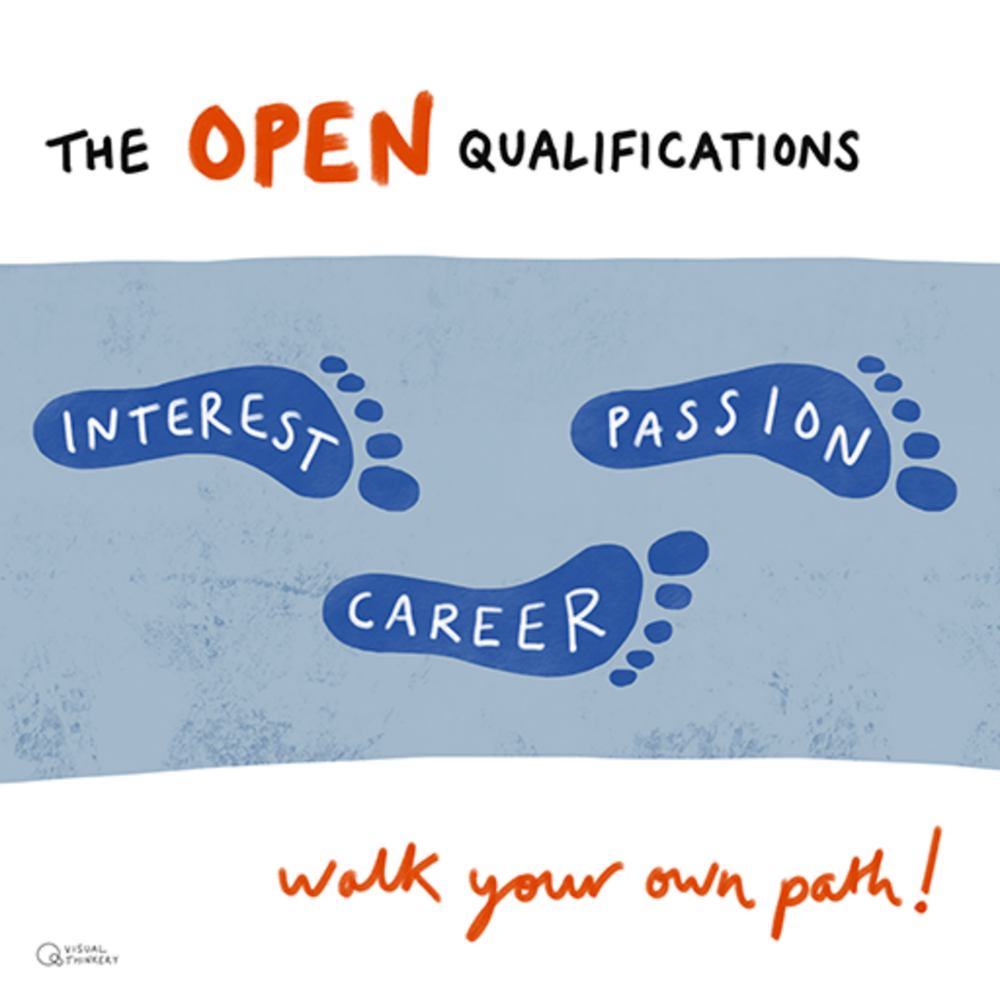 THE OPEN QUALIFICATIONS
INTEREST
PASSION
CAREER
walk your own path!
VISUAL
THINKERY